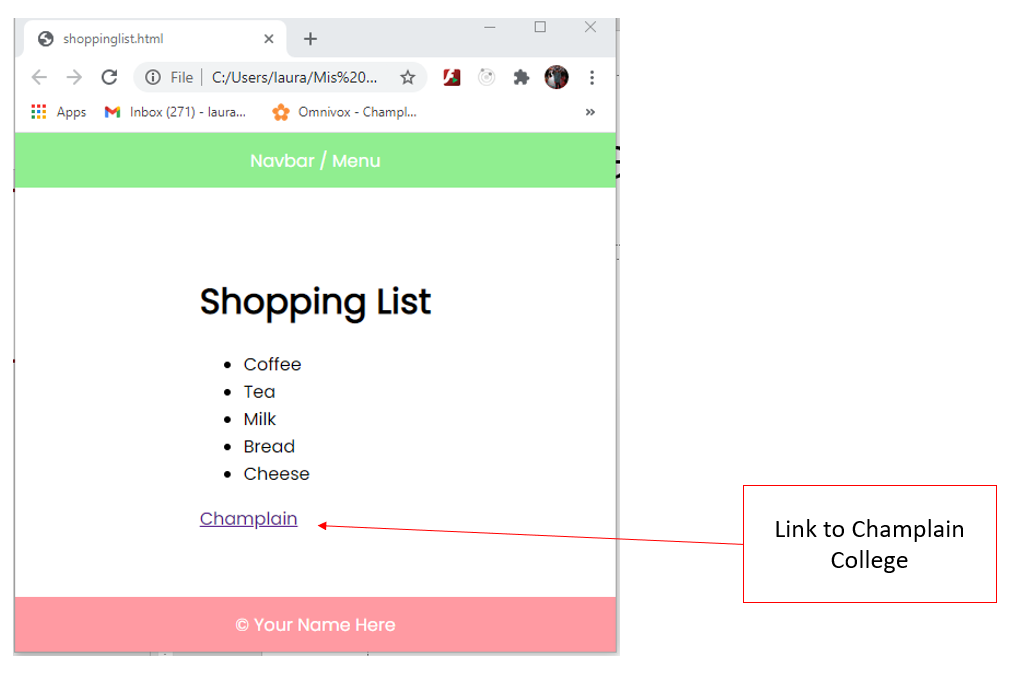 shoppinglist.html
File | C:/Users/laura/Mis%20...
Apps Inbox (271) - laura... Omnivox - Champl...
Navbar / Menu
Shopping List
• Coffee
• Tea
• Milk
• Bread
• Cheese
Champlain
Link to Champlain
College
© Your Name Here